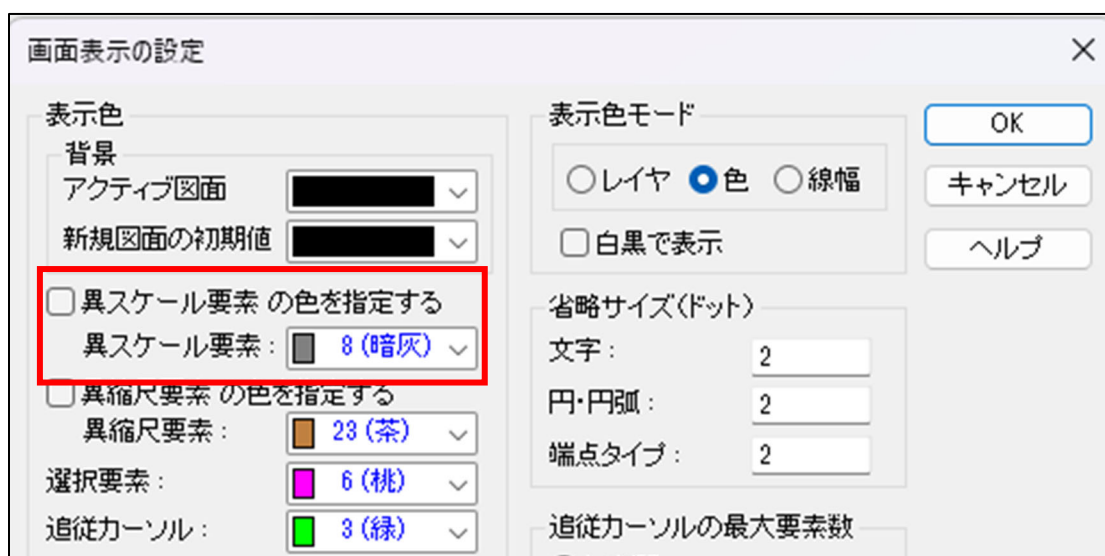 画面表示の設定
表示色
背景
アクティブ図面
新規図面の初期値
異スケール要素 の色を指定する
異スケール要素： 8 (暗灰)
異縮尺要素 の色を指定する
異縮尺要素： 23 (茶)
選択要素： 6 (桃)
追従カーソル： 3 (緑)
表示色モード
レイヤ 色 線幅
白黒で表示
省略サイズ(ドット)
文字： 2
円・円弧： 2
端点タイプ： 2
追従カーソルの最大要素数
OK
キャンセル
ヘルプ